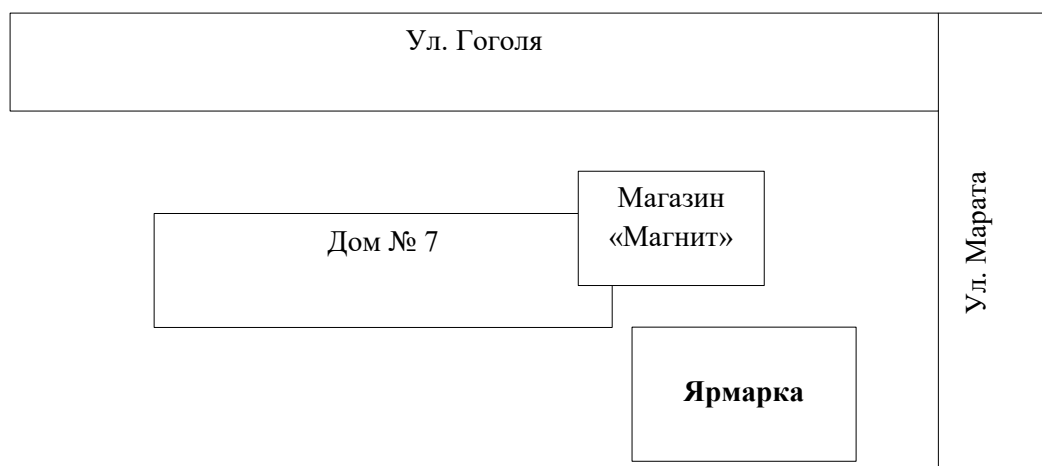 Ул. Гоголя
Магазин
«Магнит»
Дом № 7
Ул. Марата
Ярмарка